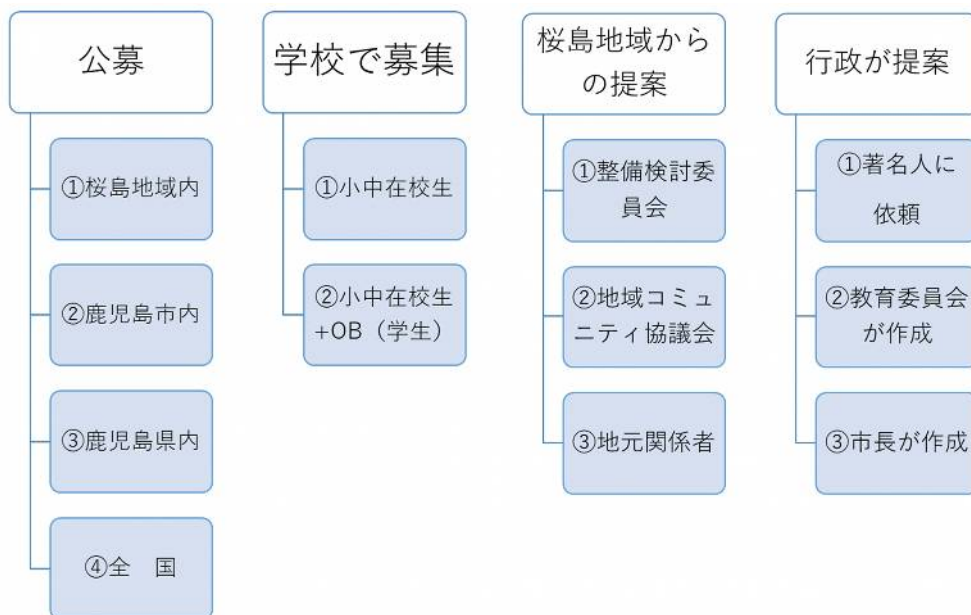 公募
①桜島地域内
②鹿児島市内
③鹿児島県内
④全　国
学校で募集
①小中在校生
②小中在校生
+OB（学生）
桜島地域から
の提案
①整備検討委
員会
②地域コミュ
ニティ協議会
③地元関係者
行政が提案
①著名人に
依頼
②教育委員会
が作成
③市長が作成